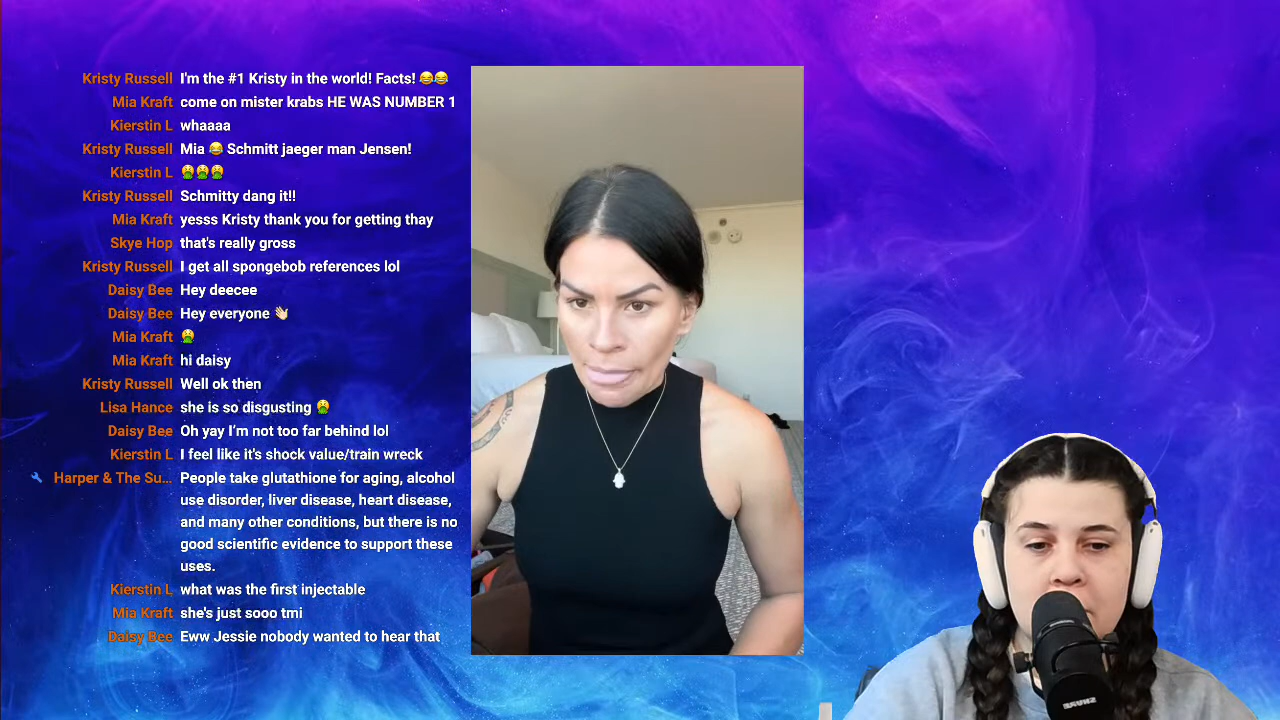 Kristy Russell I'm the #1 Kristy in the world! Facts! 😂😂
Mia Kraft come on mister krabs HE WAS NUMBER 1
Kierstin L whaaaa
Kristy Russell Mia 😂 Schmitt jaeger man Jensen!
Kierstin L 🤮🤮🤮
Kristy Russell Schmitty dang it!!
Mia Kraft yesss Kristy thank you for getting thay
Skye Hop that's really gross
Kristy Russell I get all spongebob references lol
Daisy Bee Hey deecee
Daisy Bee Hey everyone 👋🏻
Mia Kraft 🤮
Mia Kraft hi daisy
Kristy Russell Well ok then
Lisa Hance she is so disgusting 🤮
Daisy Bee Oh yay I'm not too far behind lol
Kierstin L I feel like it's shock value/train wreck
Harper & The Su... People take glutathione for aging, alcohol
use disorder, liver disease, heart disease,
and many other conditions, but there is no
good scientific evidence to support these
uses.
Kierstin L what was the first injectable
Mia Kraft she's just sooo tmi
Daisy Bee Eww Jessie nobody wanted to hear that